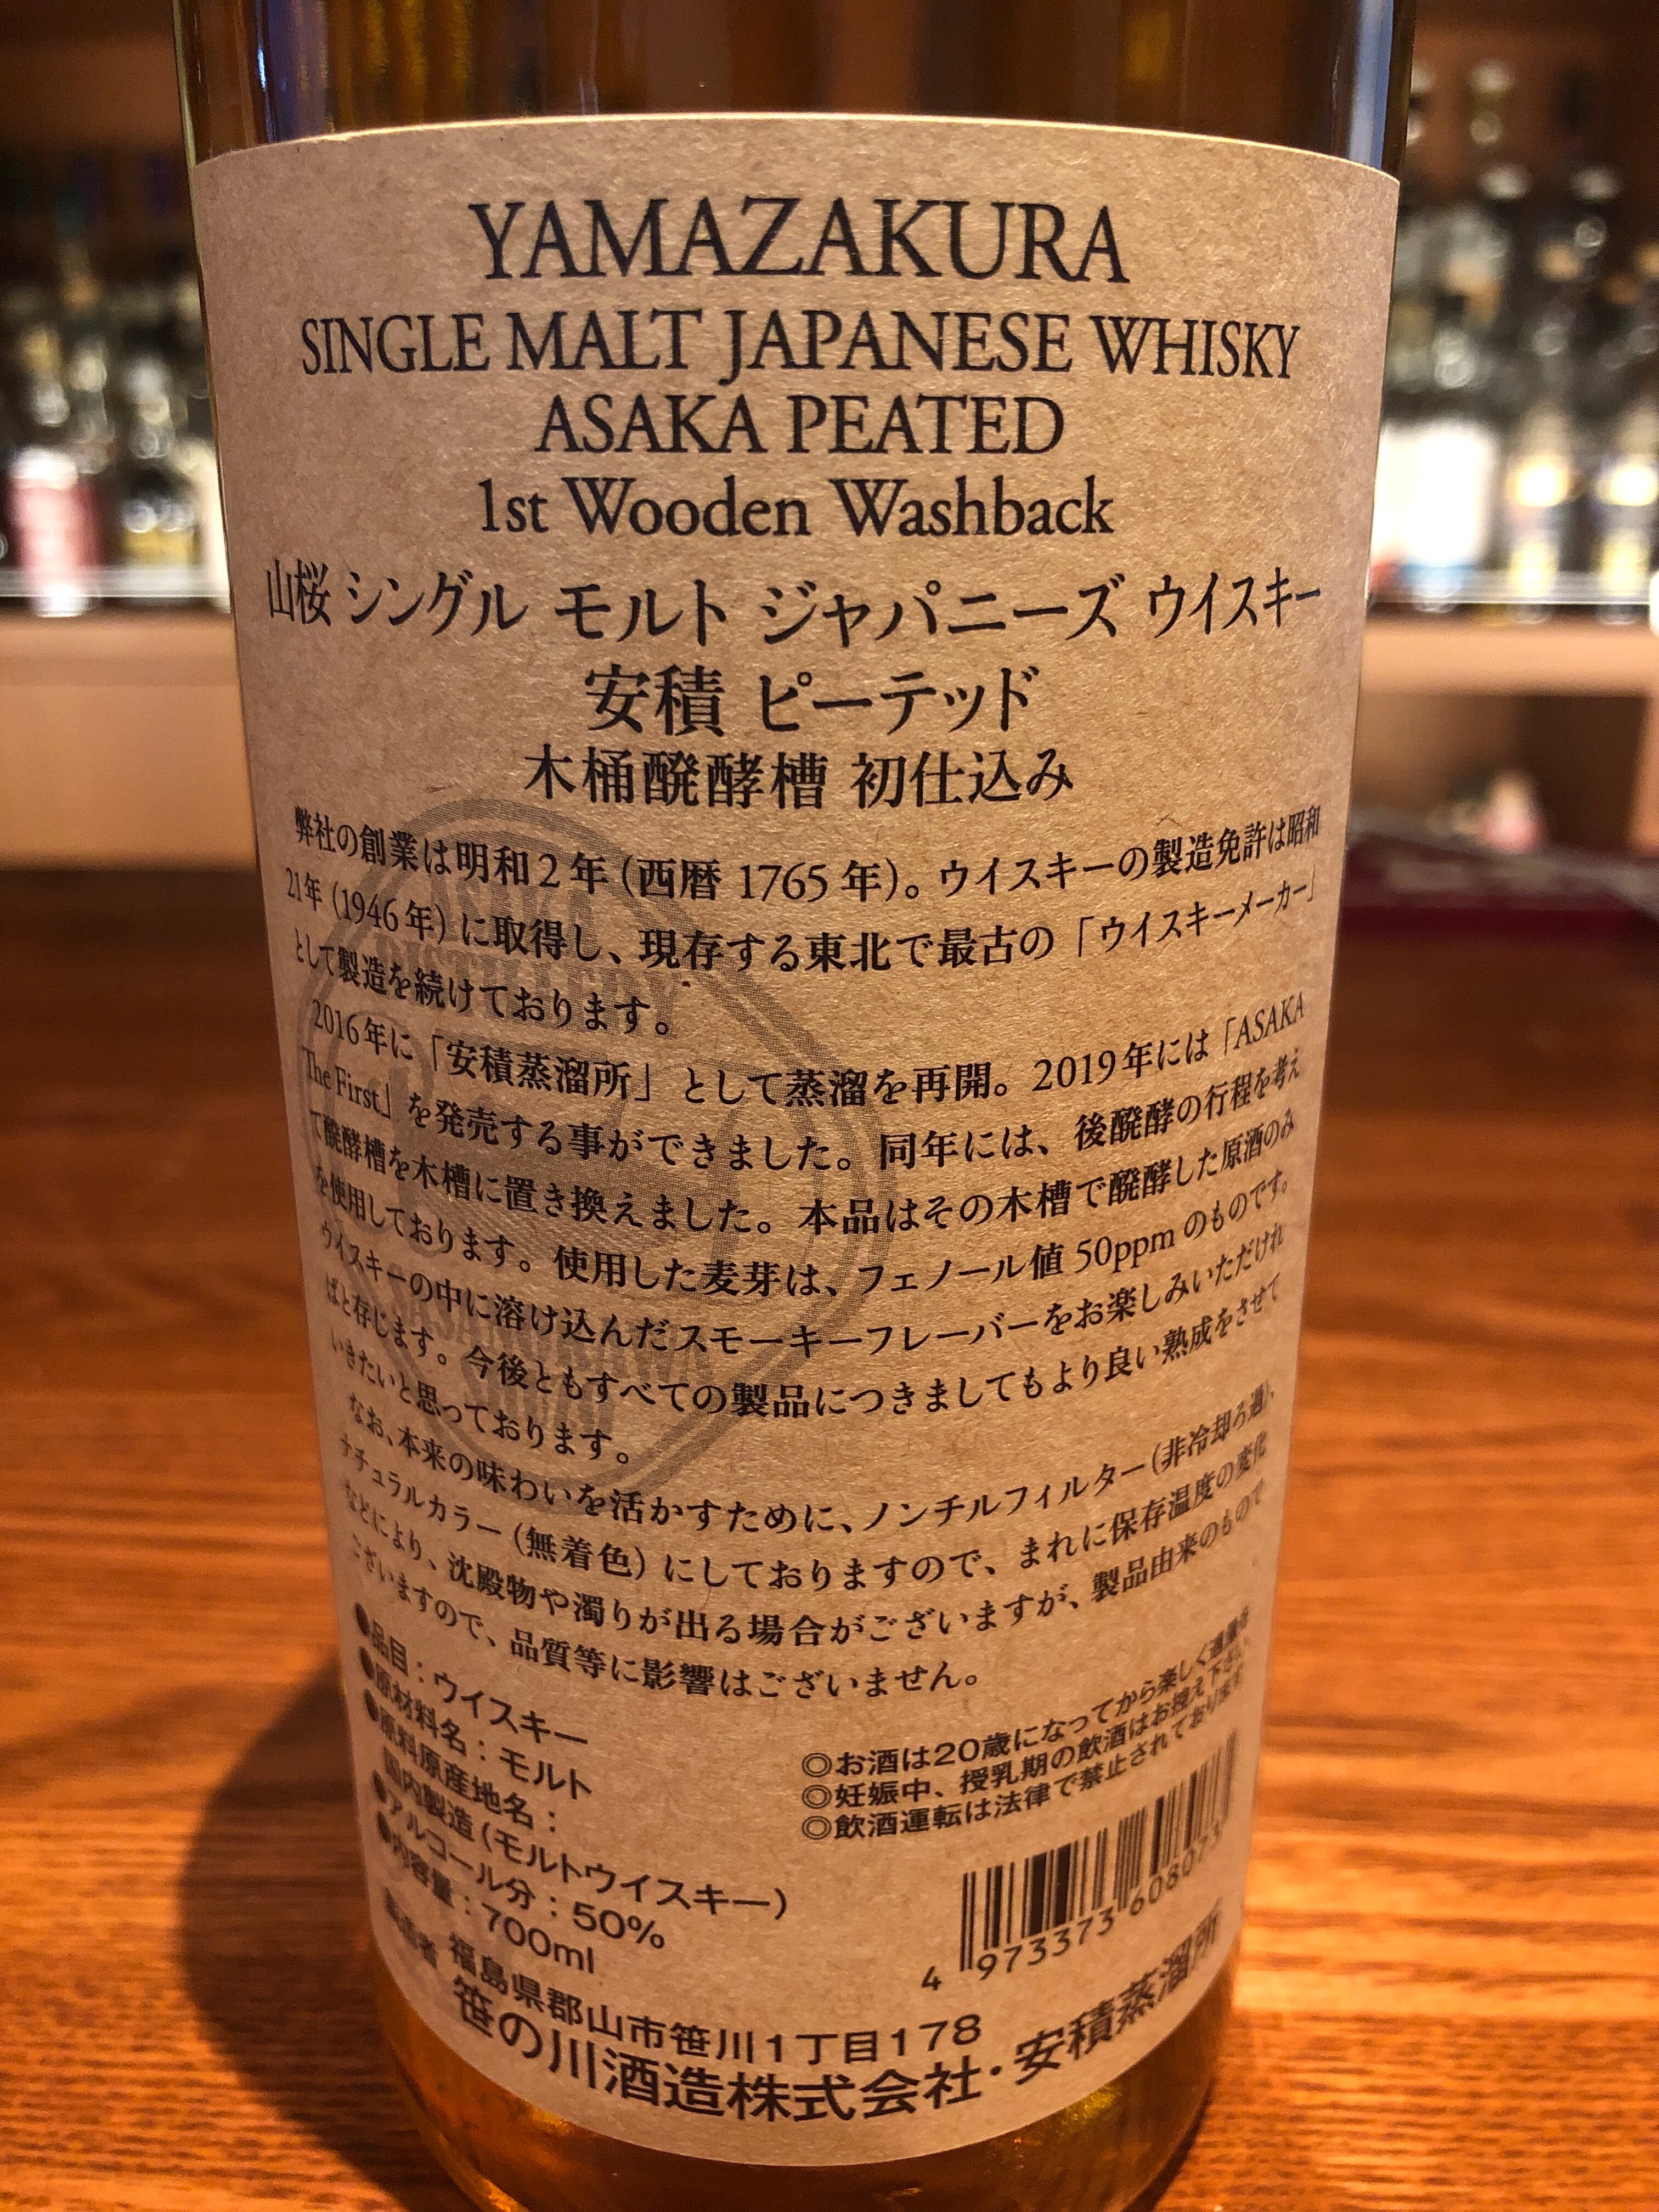 YAMAZAKURA
SINGLE MALT JAPANESE WHISKY
ASAKA PEATED
1st Wooden Washback
山桜 シングル モルト ジャパニーズ ウイスキー
安積 ピーテッド
木桶醗酵槽 初仕込み
弊社の創業は明和2年(西暦 1765年)。ウイスキーの製造免許は昭和
21年(1946年)に取得し、現存する東北で最古の「ウイスキーメーカー」
として製造を続けております。
2016年に「安積蒸溜所」として蒸溜を再開。2019年には「ASAKA
The First」を発売する事ができました。同年には、後醗酵の行程を考え
て醗酵槽を木槽に置き換えました。本品はその木槽で醗酵した原酒のみ
を使用しております。使用した麦芽は、フェノール値50ppmのものです。
ウイスキーの中に溶け込んだスモーキーフレーバーをお楽しみいただけれ
ばと存じます。今後ともすべての製品につきましてもより良い熟成をさせて
いきたいと思っております。
なお、本来の味わいを活かすために、ノンチルフィルター(非冷却ろ過)、
ナチュラルカラー(無着色)にしておりますので、まれに保存温度の変化
などにより、沈殿物や濁りが出る場合がございますが、製品由来のもので
ございますので、品質等に影響はございません。
●品目:ウイスキー
●原材料名:モルト
●原料原産地名:
国内製造(モルトウイスキー)
●アルコール分:50%
●内容量:700ml
◎お酒は20歳になってから楽しく適量を
◎妊娠中、授乳期の飲酒はお控え下さい
◎飲酒運転は法律で禁止されております
4 973373 608073
福島県郡山市笹川1丁目178
笹の川酒造株式会社・安積蒸溜所
ASAKA